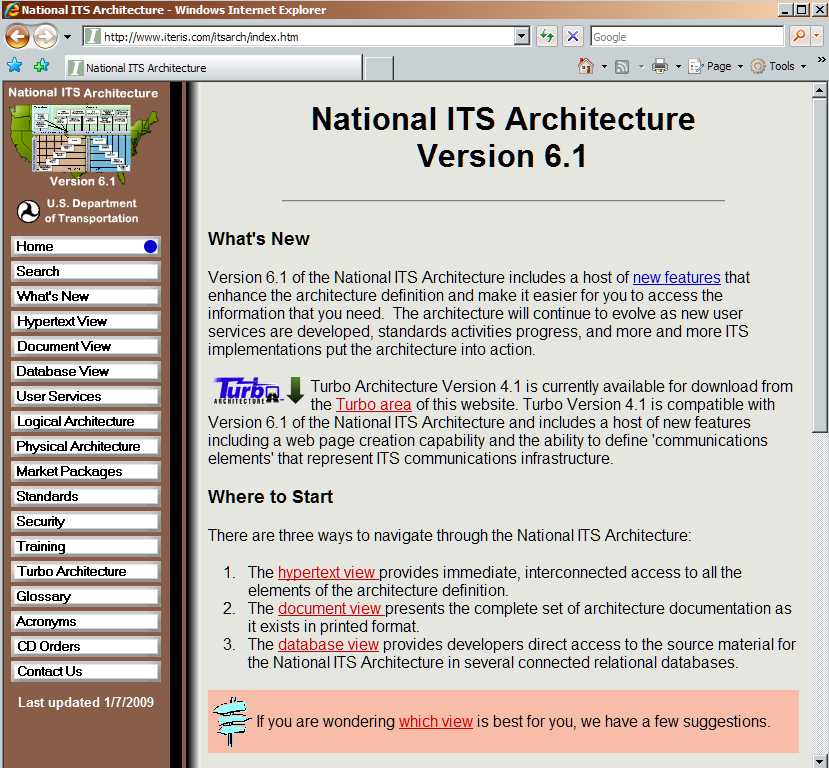 National ITS Architecture - Windows Internet Explorer
http://www.iteris.com/itsarch/index.htm
Google
National ITS Architecture
Page
Tools
National ITS Architecture
Version 6.1
U.S. Department
of Transportation
Home
Search
What's New
Hypertext View
Document View
Database View
User Services
Logical Architecture
Physical Architecture
Market Packages
Standards
Security
Training
Turbo Architecture
Glossary
Acronyms
CD Orders
Contact Us
Last updated 1/7/2009
National ITS Architecture
Version 6.1
What's New
Version 6.1 of the National ITS Architecture includes a host of new features that
enhance the architecture definition and make it easier for you to access the
information that you need. The architecture will continue to evolve as new user
services are developed, standards activities progress, and more and more ITS
implementations put the architecture into action.
Turbo
ARCHITECTURE
Turbo Architecture Version 4.1 is currently available for download from
the Turbo area of this website. Turbo Version 4.1 is compatible with
Version 6.1 of the National ITS Architecture and includes a host of new features
including a web page creation capability and the ability to define 'communications
elements' that represent ITS communications infrastructure.
Where to Start
There are three ways to navigate through the National ITS Architecture:
1. The hypertext view provides immediate, interconnected access to all the
elements of the architecture definition.
2. The document view presents the complete set of architecture documentation as
it exists in printed format.
3. The database view provides developers direct access to the source material for
the National ITS Architecture in several connected relational databases.
If you are wondering which view is best for you, we have a few suggestions.